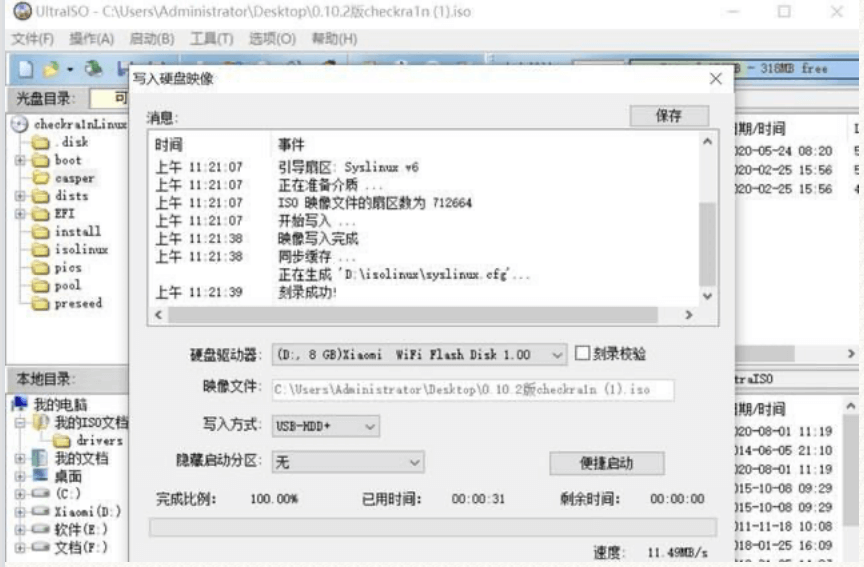 UltraISO - C:\Users\Administrator\Desktop\0.10.2版checkra1n (1).iso
文件(F) 操作(A) 启动(B) 工具(T) 选项(O) 帮助(H)
- 318MB free
光盘目录: 可
写入硬盘映像
checkra1nLinux
.disk
boot
casper
dists
EFI
install
isolinux
pics
pool
preseed
消息: 保存
时间 事件
上午 11:21:07 引导扇区: Syslinux v6
上午 11:21:07 正在准备介质 ...
上午 11:21:07 ISO 映像文件的扇区数为 712664
上午 11:21:07 开始写入 ...
上午 11:21:38 映像写入完成
上午 11:21:38 同步缓存 ...
正在生成 'D:\isolinux\syslinux.cfg'...
上午 11:21:39 刻录成功!
期/时间
020-05-24 08:20
020-02-25 15:56
020-02-25 15:56
硬盘驱动器: (D:, 8 GB)Xiaomi WiFi Flash Disk 1.00 刻录校验
映像文件: C:\Users\Administrator\Desktop\0.10.2版checkra1n (1).iso
写入方式: USB-HDD+
隐藏启动分区: 无 便捷启动
完成比例: 100.00% 已用时间: 00:00:31 剩余时间: 00:00:00
速度: 11.49MB/s
本地目录:
我的电脑
我的ISO文档
drivers
我的文档
桌面
(C:)
Xiaomi(D:)
软件(E:)
文档(F:)
traISO
期/时间
020-08-01 11:19
014-06-05 21:10
020-08-01 11:19
015-10-08 09:29
015-10-08 09:29
011-11-18 10:08
018-01-25 16:09